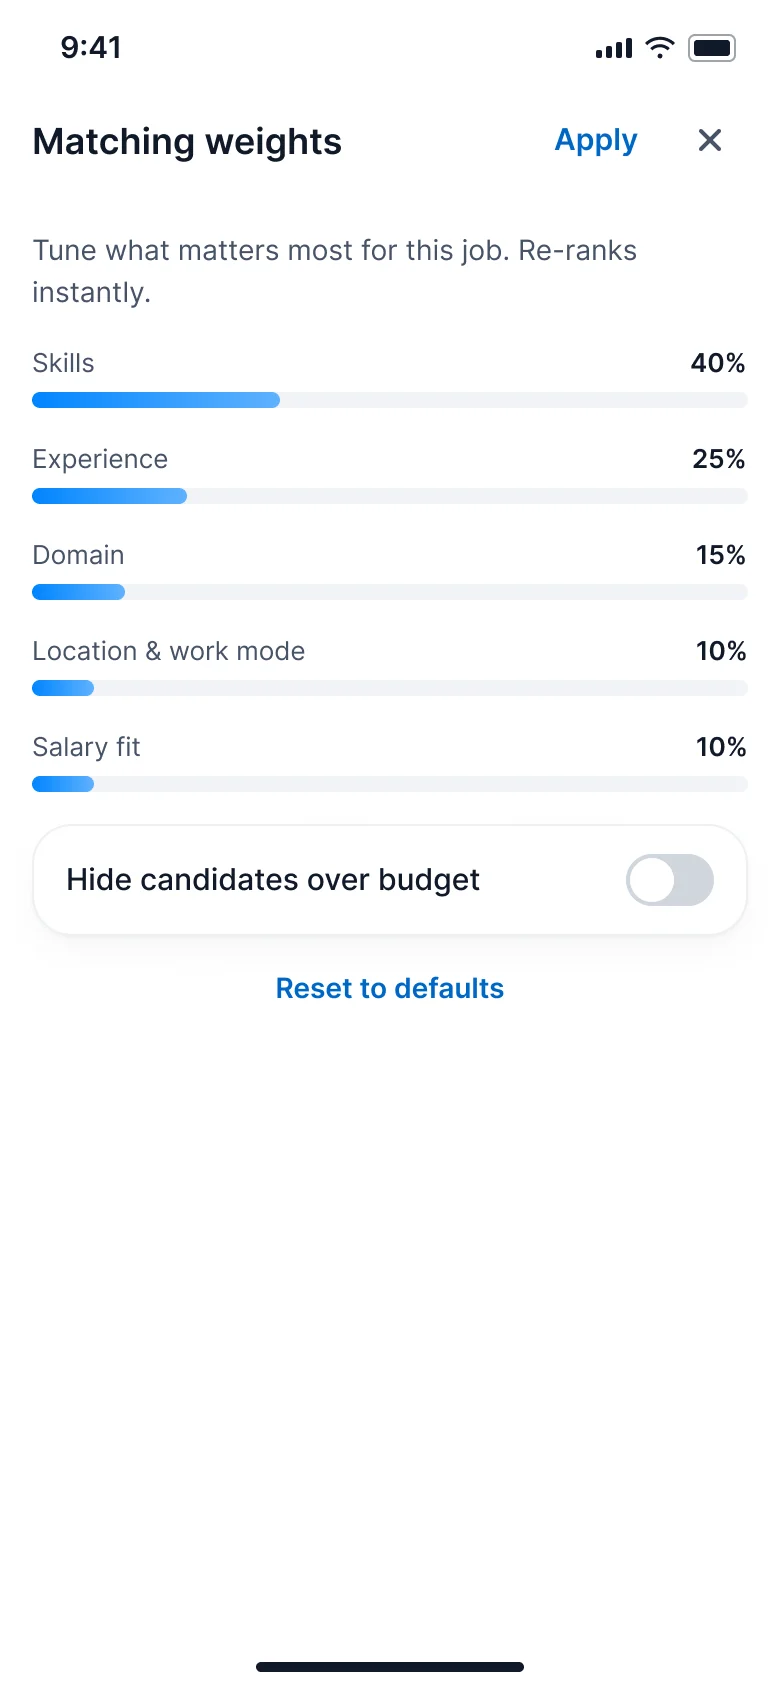 9:41
Matching weights
Apply
Tune what matters most for this job. Re-ranks
instantly.
Skills 40%
Experience 25%
Domain 15%
Location & work mode 10%
Salary fit 10%
Hide candidates over budget
Reset to defaults